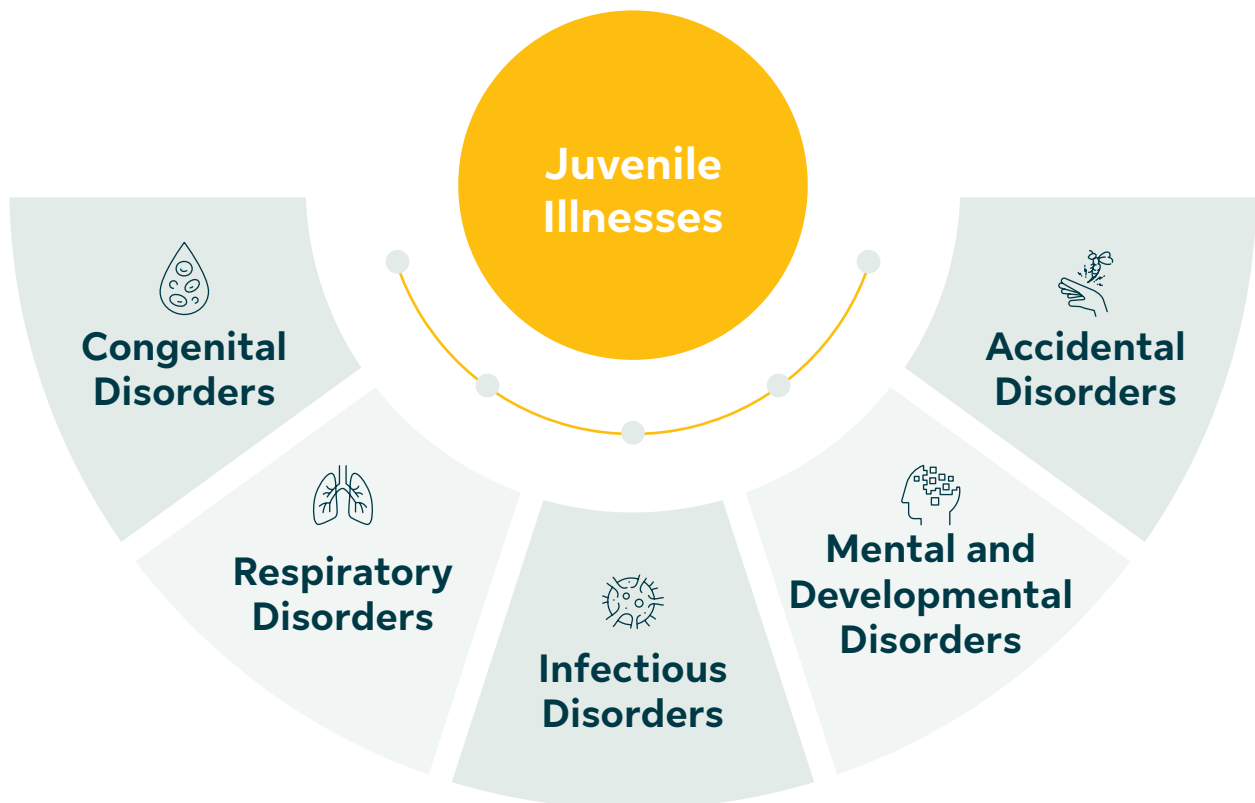 Juvenile
Illnesses
Congenital
Disorders
Respiratory
Disorders
Infectious
Disorders
Mental and
Developmental
Disorders
Accidental
Disorders